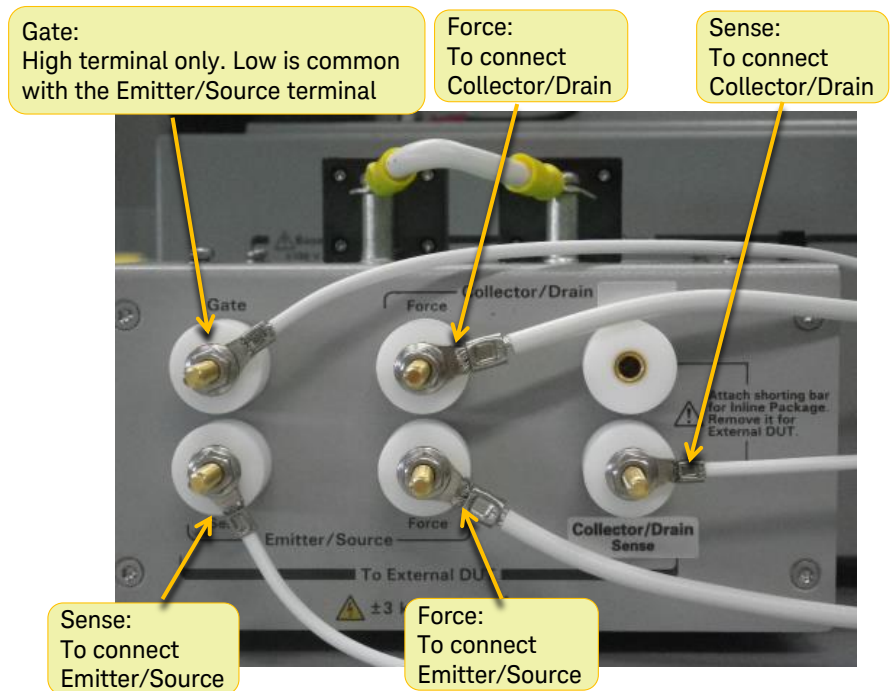 Gate:
High terminal only. Low is common
with the Emitter/Source terminal
Force:
To connect
Collector/Drain
Sense:
To connect
Collector/Drain
Gate
Collector/Drain
Force
Attach shorting bar
for Inline Package.
Remove it for
External DUT.
Force
Emitter/Source
Collector/Drain
Sense
To External DUT
±3
Sense:
To connect
Emitter/Source
Force:
To connect
Emitter/Source